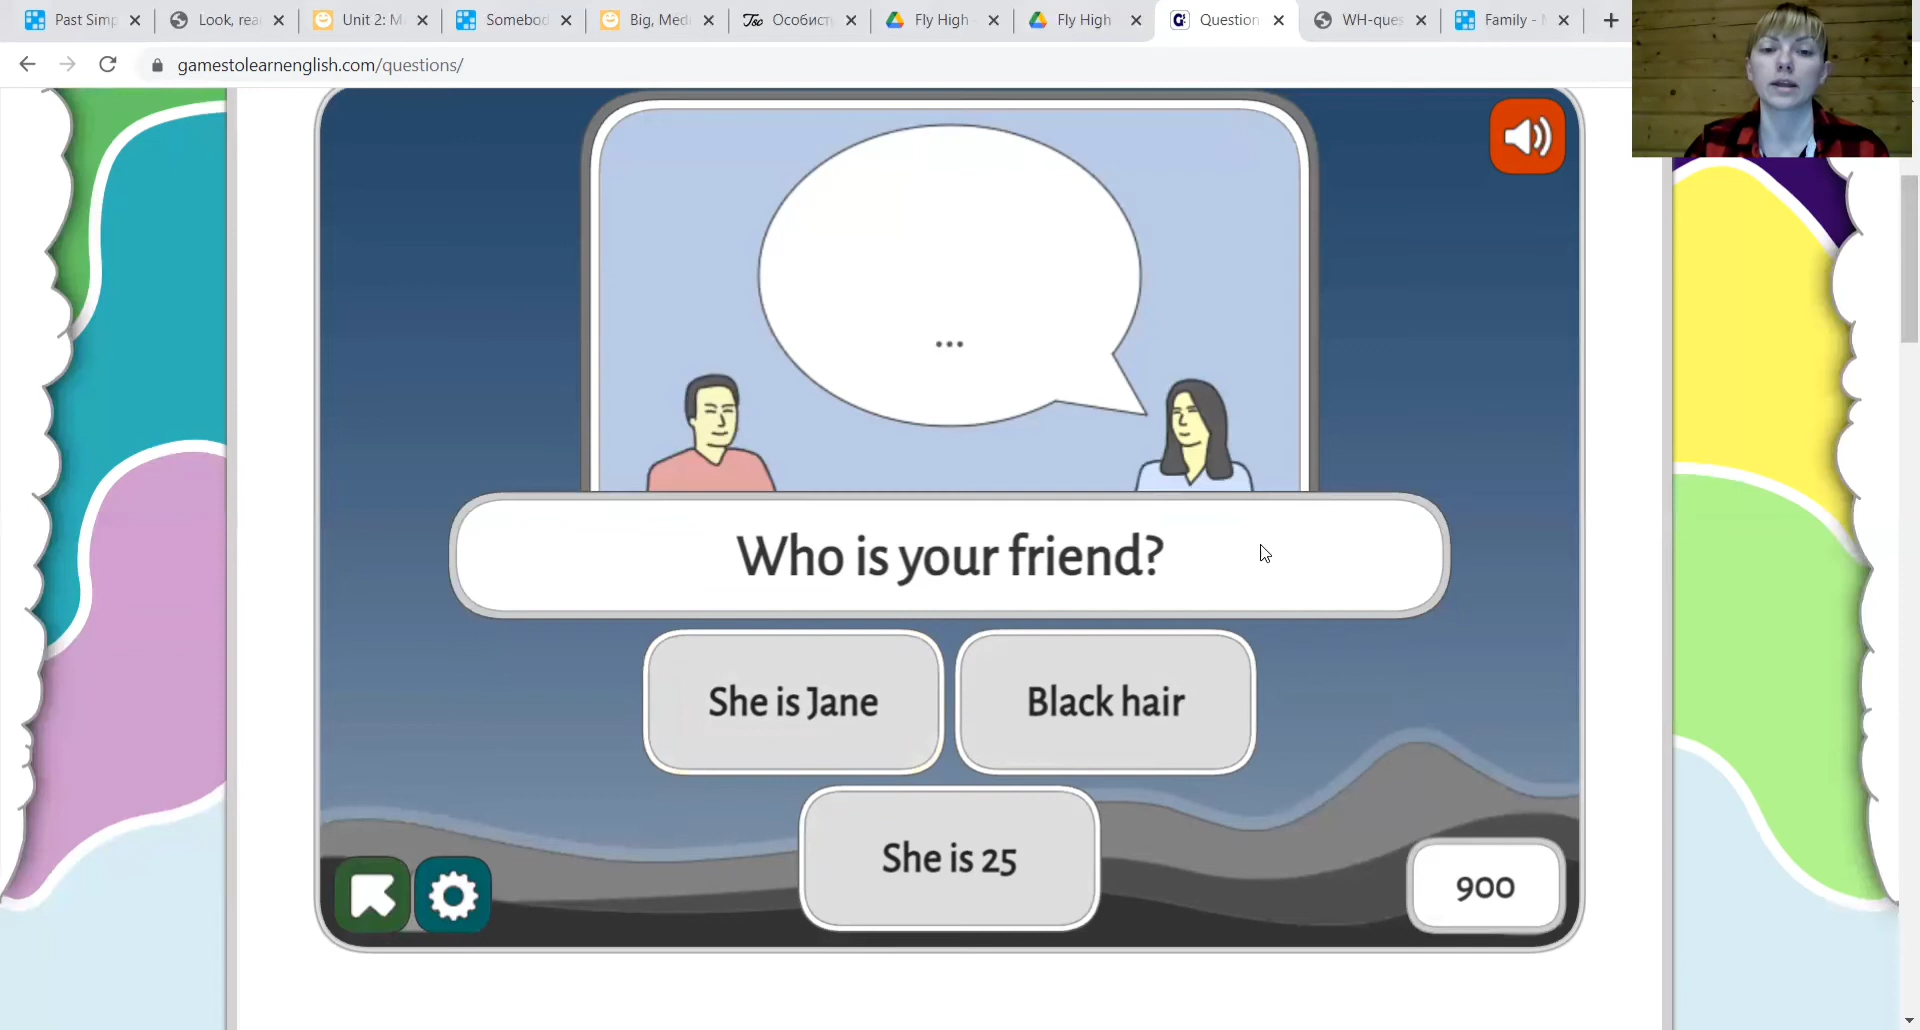 Past Simp
Look, rea
Unit 2: M
Somebod
Big, Med
Tso
Особист
Fly High -
Fly High
Question
WH-ques
Family -
gamestolearnenglish.com/questions/
...
Who is your friend?
She is Jane
Black hair
She is 25
900